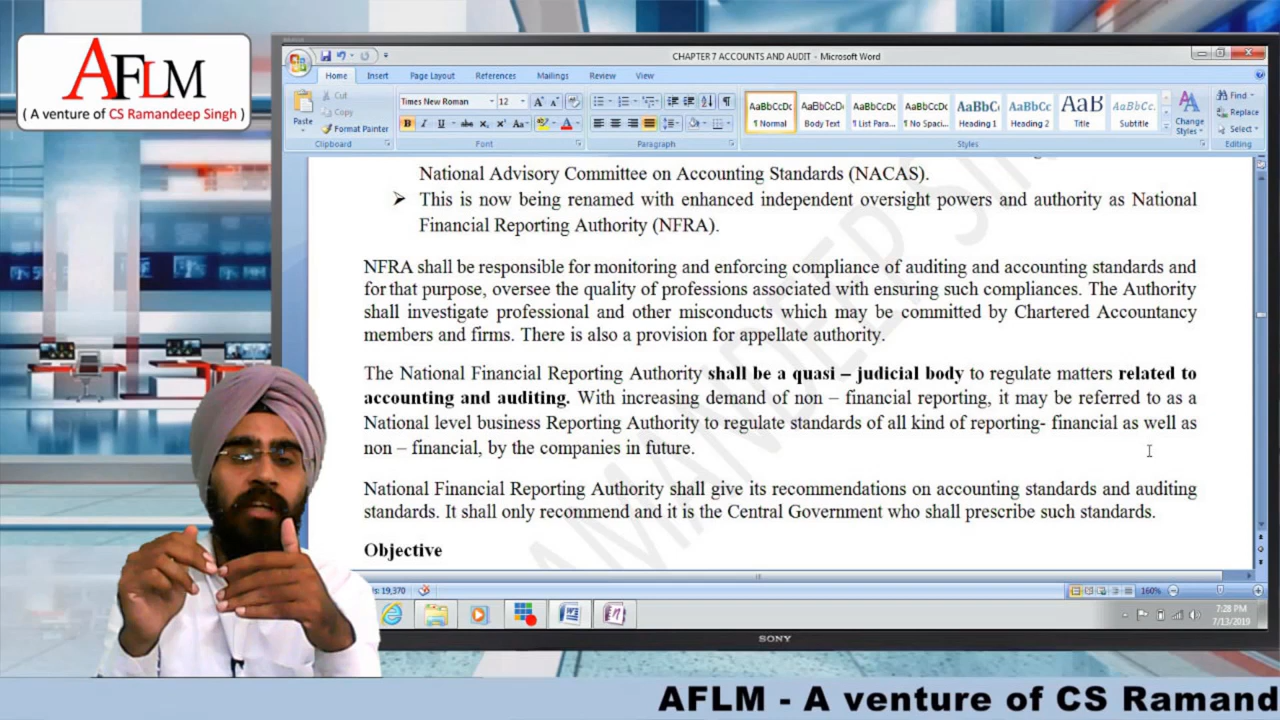 AFLM
( A venture of CS Ramandeep Singh )
CHAPTER 7 ACCOUNTS AND AUDIT - Microsoft Word
Home Insert Page Layout References Mailings Review View
Cut
Copy
Format Painter
Paste
Times New Roman 12
AaBbCcDc AaBbCcDc AaBbCcDc AaBbCcDc AaBbC AaBbCc AaB AaBbCc.
¶ Normal Body Text ¶ List Para... ¶ No Spaci... Heading 1 Heading 2 Title Subtitle
Change
Styles
Find
Replace
Select
Clipboard Font Paragraph Styles Editing
National Advisory Committee on Accounting Standards (NACAS).
➢ This is now being renamed with enhanced independent oversight powers and authority as National
Financial Reporting Authority (NFRA).
NFRA shall be responsible for monitoring and enforcing compliance of auditing and accounting standards and
for that purpose, oversee the quality of professions associated with ensuring such compliances. The Authority
shall investigate professional and other misconducts which may be committed by Chartered Accountancy
members and firms. There is also a provision for appellate authority.
The National Financial Reporting Authority shall be a quasi – judicial body to regulate matters related to
accounting and auditing. With increasing demand of non – financial reporting, it may be referred to as a
National level business Reporting Authority to regulate standards of all kind of reporting- financial as well as
non – financial, by the companies in future.
National Financial Reporting Authority shall give its recommendations on accounting standards and auditing
standards. It shall only recommend and it is the Central Government who shall prescribe such standards.
Objective
19,370
160%
7:28 PM
7/13/2019
SONY
AFLM - A venture of CS Ramand